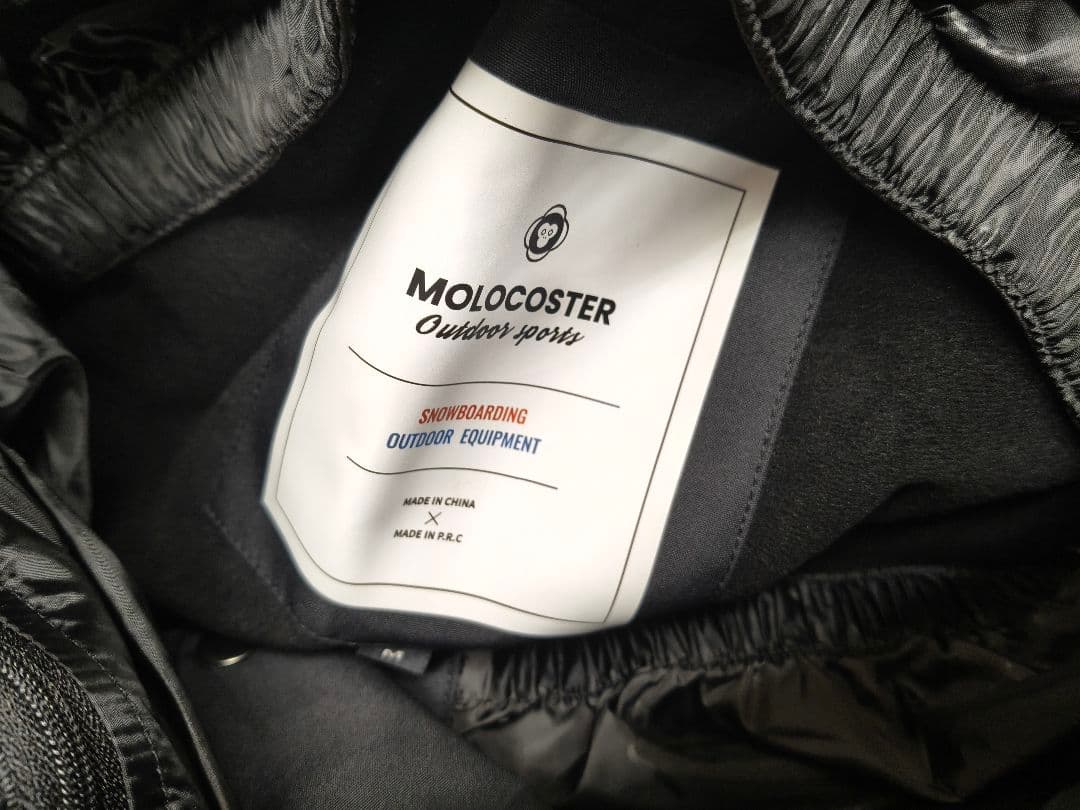 MOLOCOSTER
Outdoor sports
SNOWBOARDING
OUTDOOR EQUIPMENT
MADE IN CHINA
X
MADE IN P.R.C
M